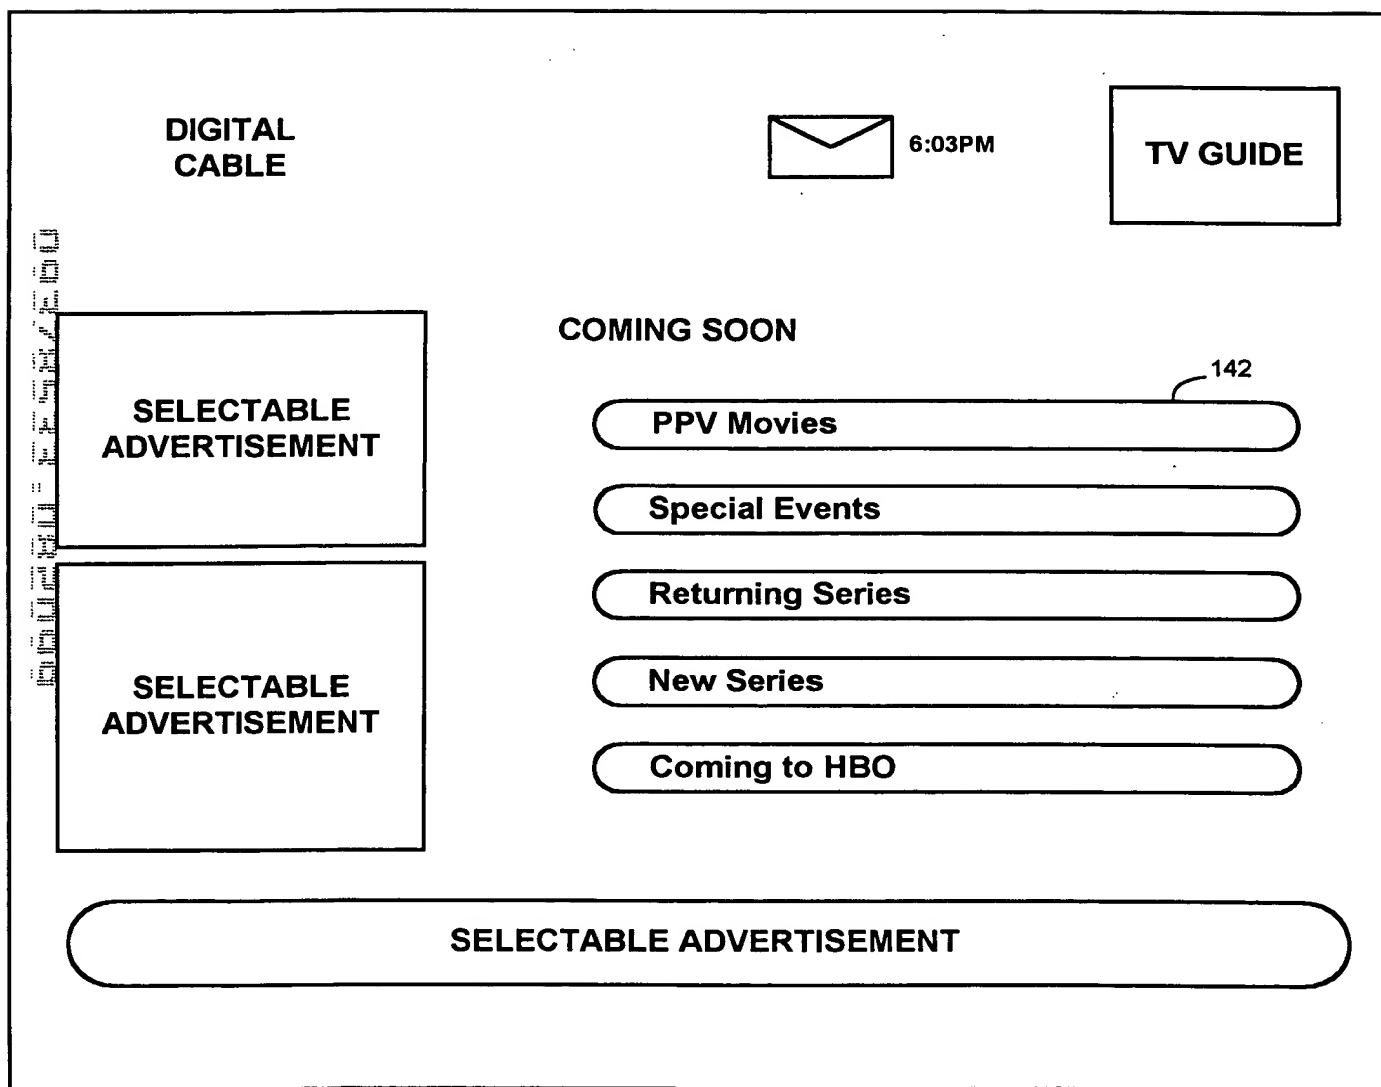 DIGITAL
CABLE
6:03PM
TV GUIDE
COMING SOON
142
SELECTABLE
ADVERTISEMENT
PPV Movies
Special Events
Returning Series
SELECTABLE
ADVERTISEMENT
New Series
Coming to HBO
SELECTABLE ADVERTISEMENT